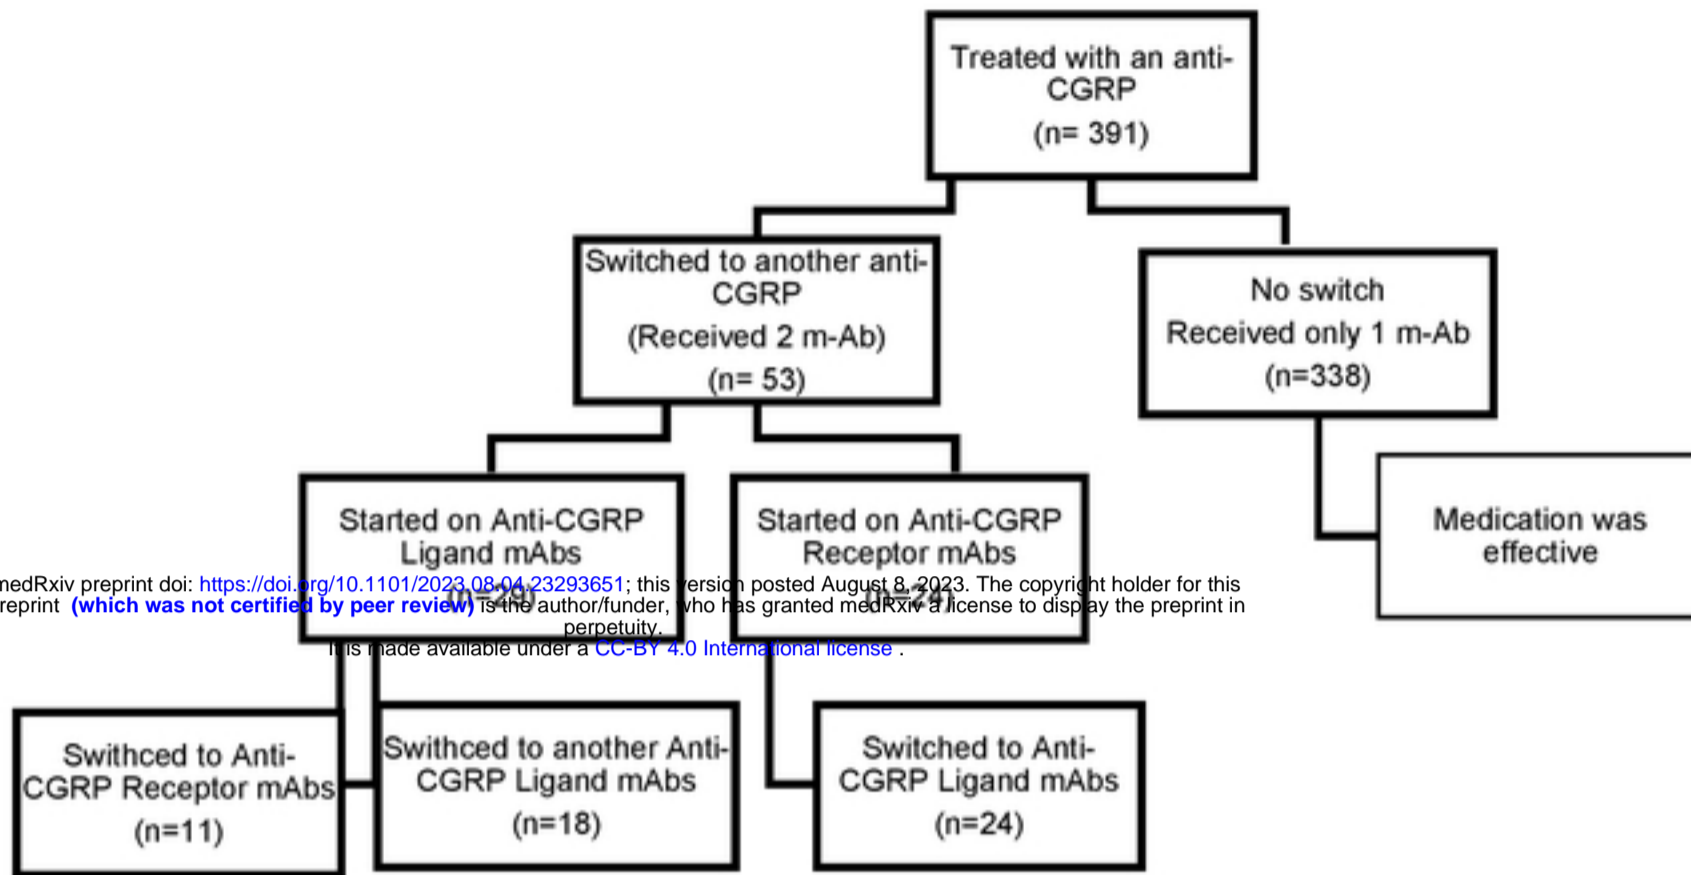 Treated with an anti-
CGRP
(n= 391)
Switched to another anti-
CGRP
(Received 2 m-Ab)
(n= 53)
No switch
Received only 1 m-Ab
(n=338)
Started on Anti-CGRP
Ligand mAbs
(n=29)
Started on Anti-CGRP
Receptor mAbs
(n=24)
Medication was
effective
medRxiv preprint doi: https://doi.org/10.1101/2023.08.04.23293651; this version posted August 8, 2023. The copyright holder for this
reprint (which was not certified by peer review) is the author/funder, who has granted medRxiv a license to display the preprint in
perpetuity.
It is made available under a CC-BY 4.0 International license .
Swithced to Anti-
CGRP Receptor mAbs
(n=11)
Swithced to another Anti-
CGRP Ligand mAbs
(n=18)
Switched to Anti-
CGRP Ligand mAbs
(n=24)